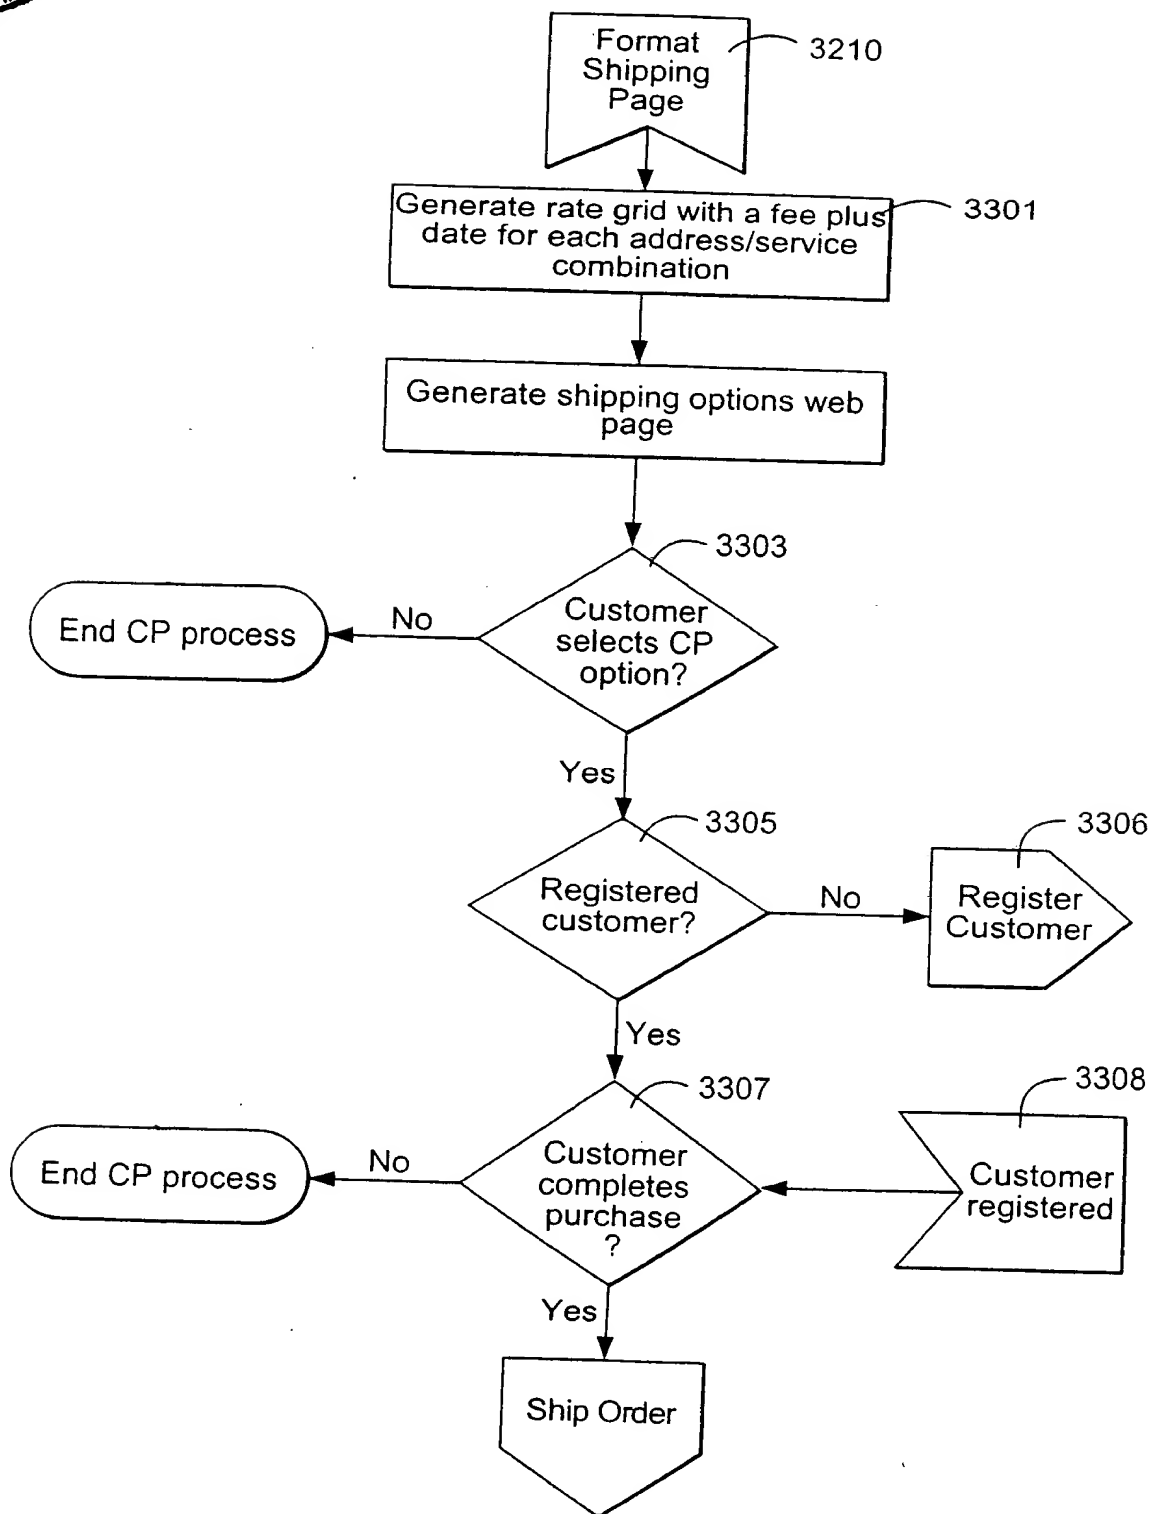 Format
Shipping
Page
3210
Generate rate grid with a fee plus
date for each address/service
combination
3301
Generate shipping options web
page
3303
Customer
selects CP
option?
No
End CP process
Yes
3305
Registered
customer?
No
3306
Register
Customer
Yes
3307
Customer
completes
purchase
?
3308
Customer
registered
No
End CP process
Yes
Ship Order